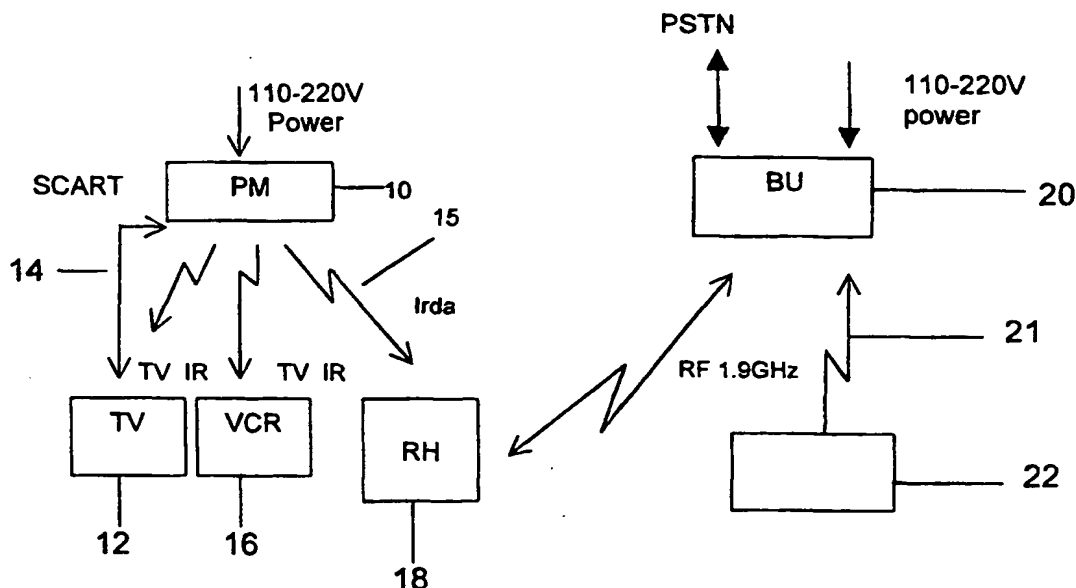 PSTN
110-220V
Power
110-220V
power
SCART
PM
10
BU
20
15
14
Irda
21
TV IR
TV IR
RF 1.9GHz
TV
VCR
RH
22
12
16
18